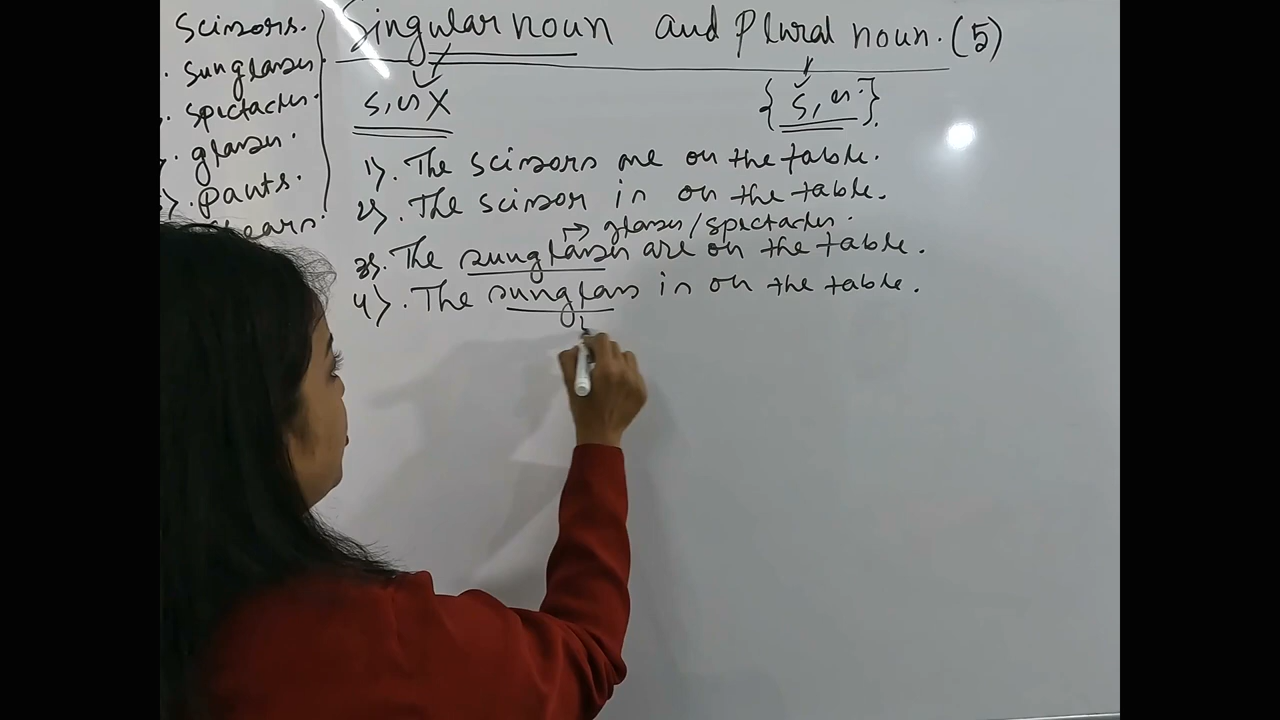 scissors.
sunglasses.
spectacles.
glasses.
pants.
shears
Singular noun and Plural noun. (5)
s, es X
{s, es.}
1). The scissors are on the table.
2). The scissor is on the table.
→ glasses/spectacles.
3). The sunglasses are on the table.
4). The sunglass is on the table.